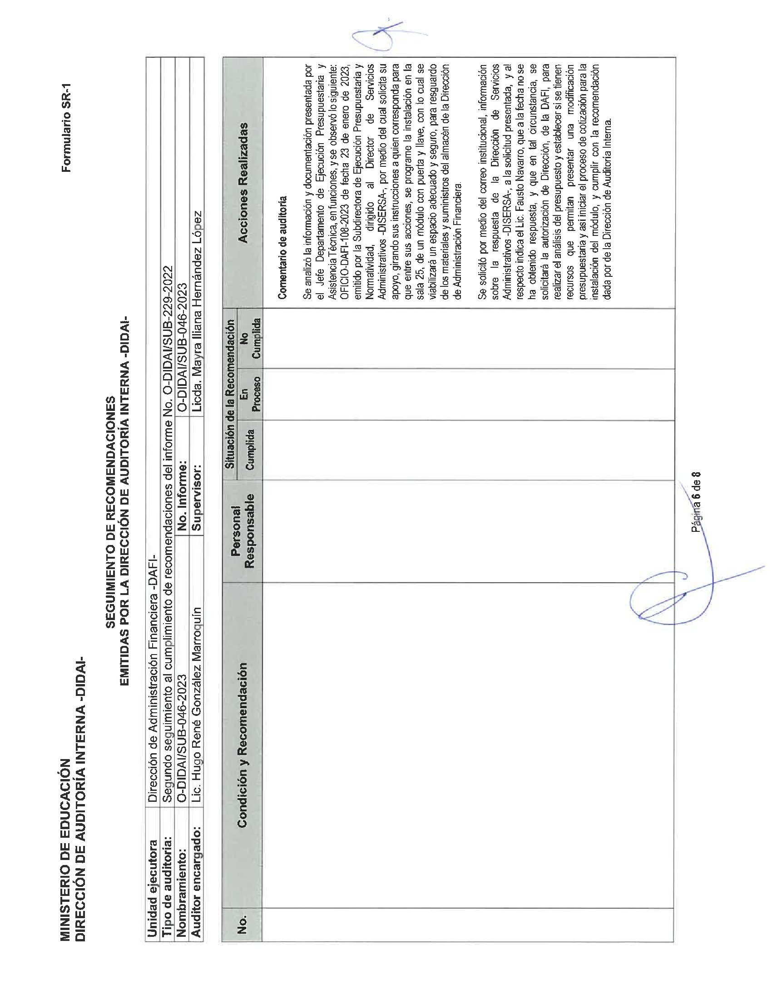 MINISTERIO DE EDUCACIÓN
DIRECCIÓN DE AUDITORÍA INTERNA -DIDAI-
Formulario SR-1
SEGUIMIENTO DE RECOMENDACIONES
EMITIDAS POR LA DIRECCIÓN DE AUDITORÍA INTERNA -DIDAI-
Unidad ejecutora Dirección de Administración Financiera -DAFI-
Tipo de auditoria: Segundo seguimiento al cumplimiento de recomendaciones del informe No. O-DIDAI/SUB-229-2022
Nombramiento: O-DIDAI/SUB-046-2023 No. Informe: O-DIDAI/SUB-046-2023
Auditor encargado: Lic. Hugo René González Marroquín Supervisor: Licda. Mayra Iliana Hernández López
No. Condición y Recomendación Personal Responsable Situación de la Recomendación Acciones Realizadas
Cumplida En Proceso No Cumplida
Comentario de auditoría
Se analizó la información y documentación presentada por
el Jefe Departamento de Ejecución Presupuestaria y
Asistencia Técnica, en funciones, y se observó lo siguiente:
OFICIO-DAFI-108-2023 de fecha 23 de enero de 2023,
emitido por la Subdirectora de Ejecución Presupuestaria y
Normatividad, dirigido al Director de Servicios
Administrativos -DISERSA-, por medio del cual solicita su
apoyo, girando sus instrucciones a quien corresponda para
que entre sus acciones, se programe la instalación en la
sala 25, de un módulo con puerta y llave, con lo cual se
viabilizará un espacio adecuado y seguro, para resguardo
de los materiales y suministros del almacén de la Dirección
de Administración Financiera.
Se solicitó por medio del correo institucional, información
sobre la respuesta de la Dirección de Servicios
Administrativos -DISERSA-, a la solicitud presentada, y al
respecto indica el Lic. Fausto Navarro, que a la fecha no se
ha obtenido respuesta, y que en tal circunstancia, se
solicitará la autorización de Dirección, de la DAFI, para
realizar el análisis del presupuesto y establecer si se tienen
recursos que permitan presentar una modificación
presupuestaria y así iniciar el proceso de cotización para la
instalación del módulo, y cumplir con la recomendación
dada por de la Dirección de Auditoría Interna.
Página 6 de 8